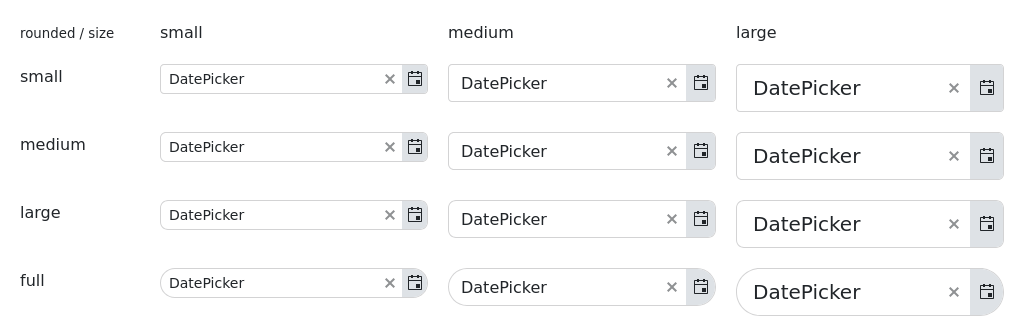 rounded / size small medium large
small DatePicker DatePicker DatePicker
medium DatePicker DatePicker DatePicker
large DatePicker DatePicker DatePicker
full DatePicker DatePicker DatePicker